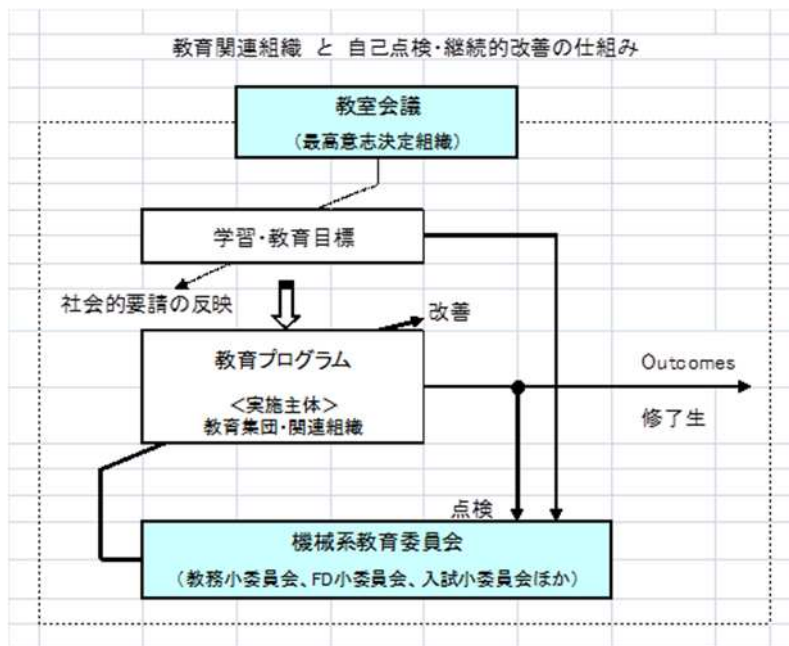 教育関連組織 と 自己点検・継続的改善の仕組み
教室会議
(最高意志決定組織)
学習・教育目標
社会的要請の反映
改善
教育プログラム
＜実施主体＞
教育集団・関連組織
Outcomes
修了生
点検
機械系教育委員会
(教務小委員会、FD小委員会、入試小委員会ほか)